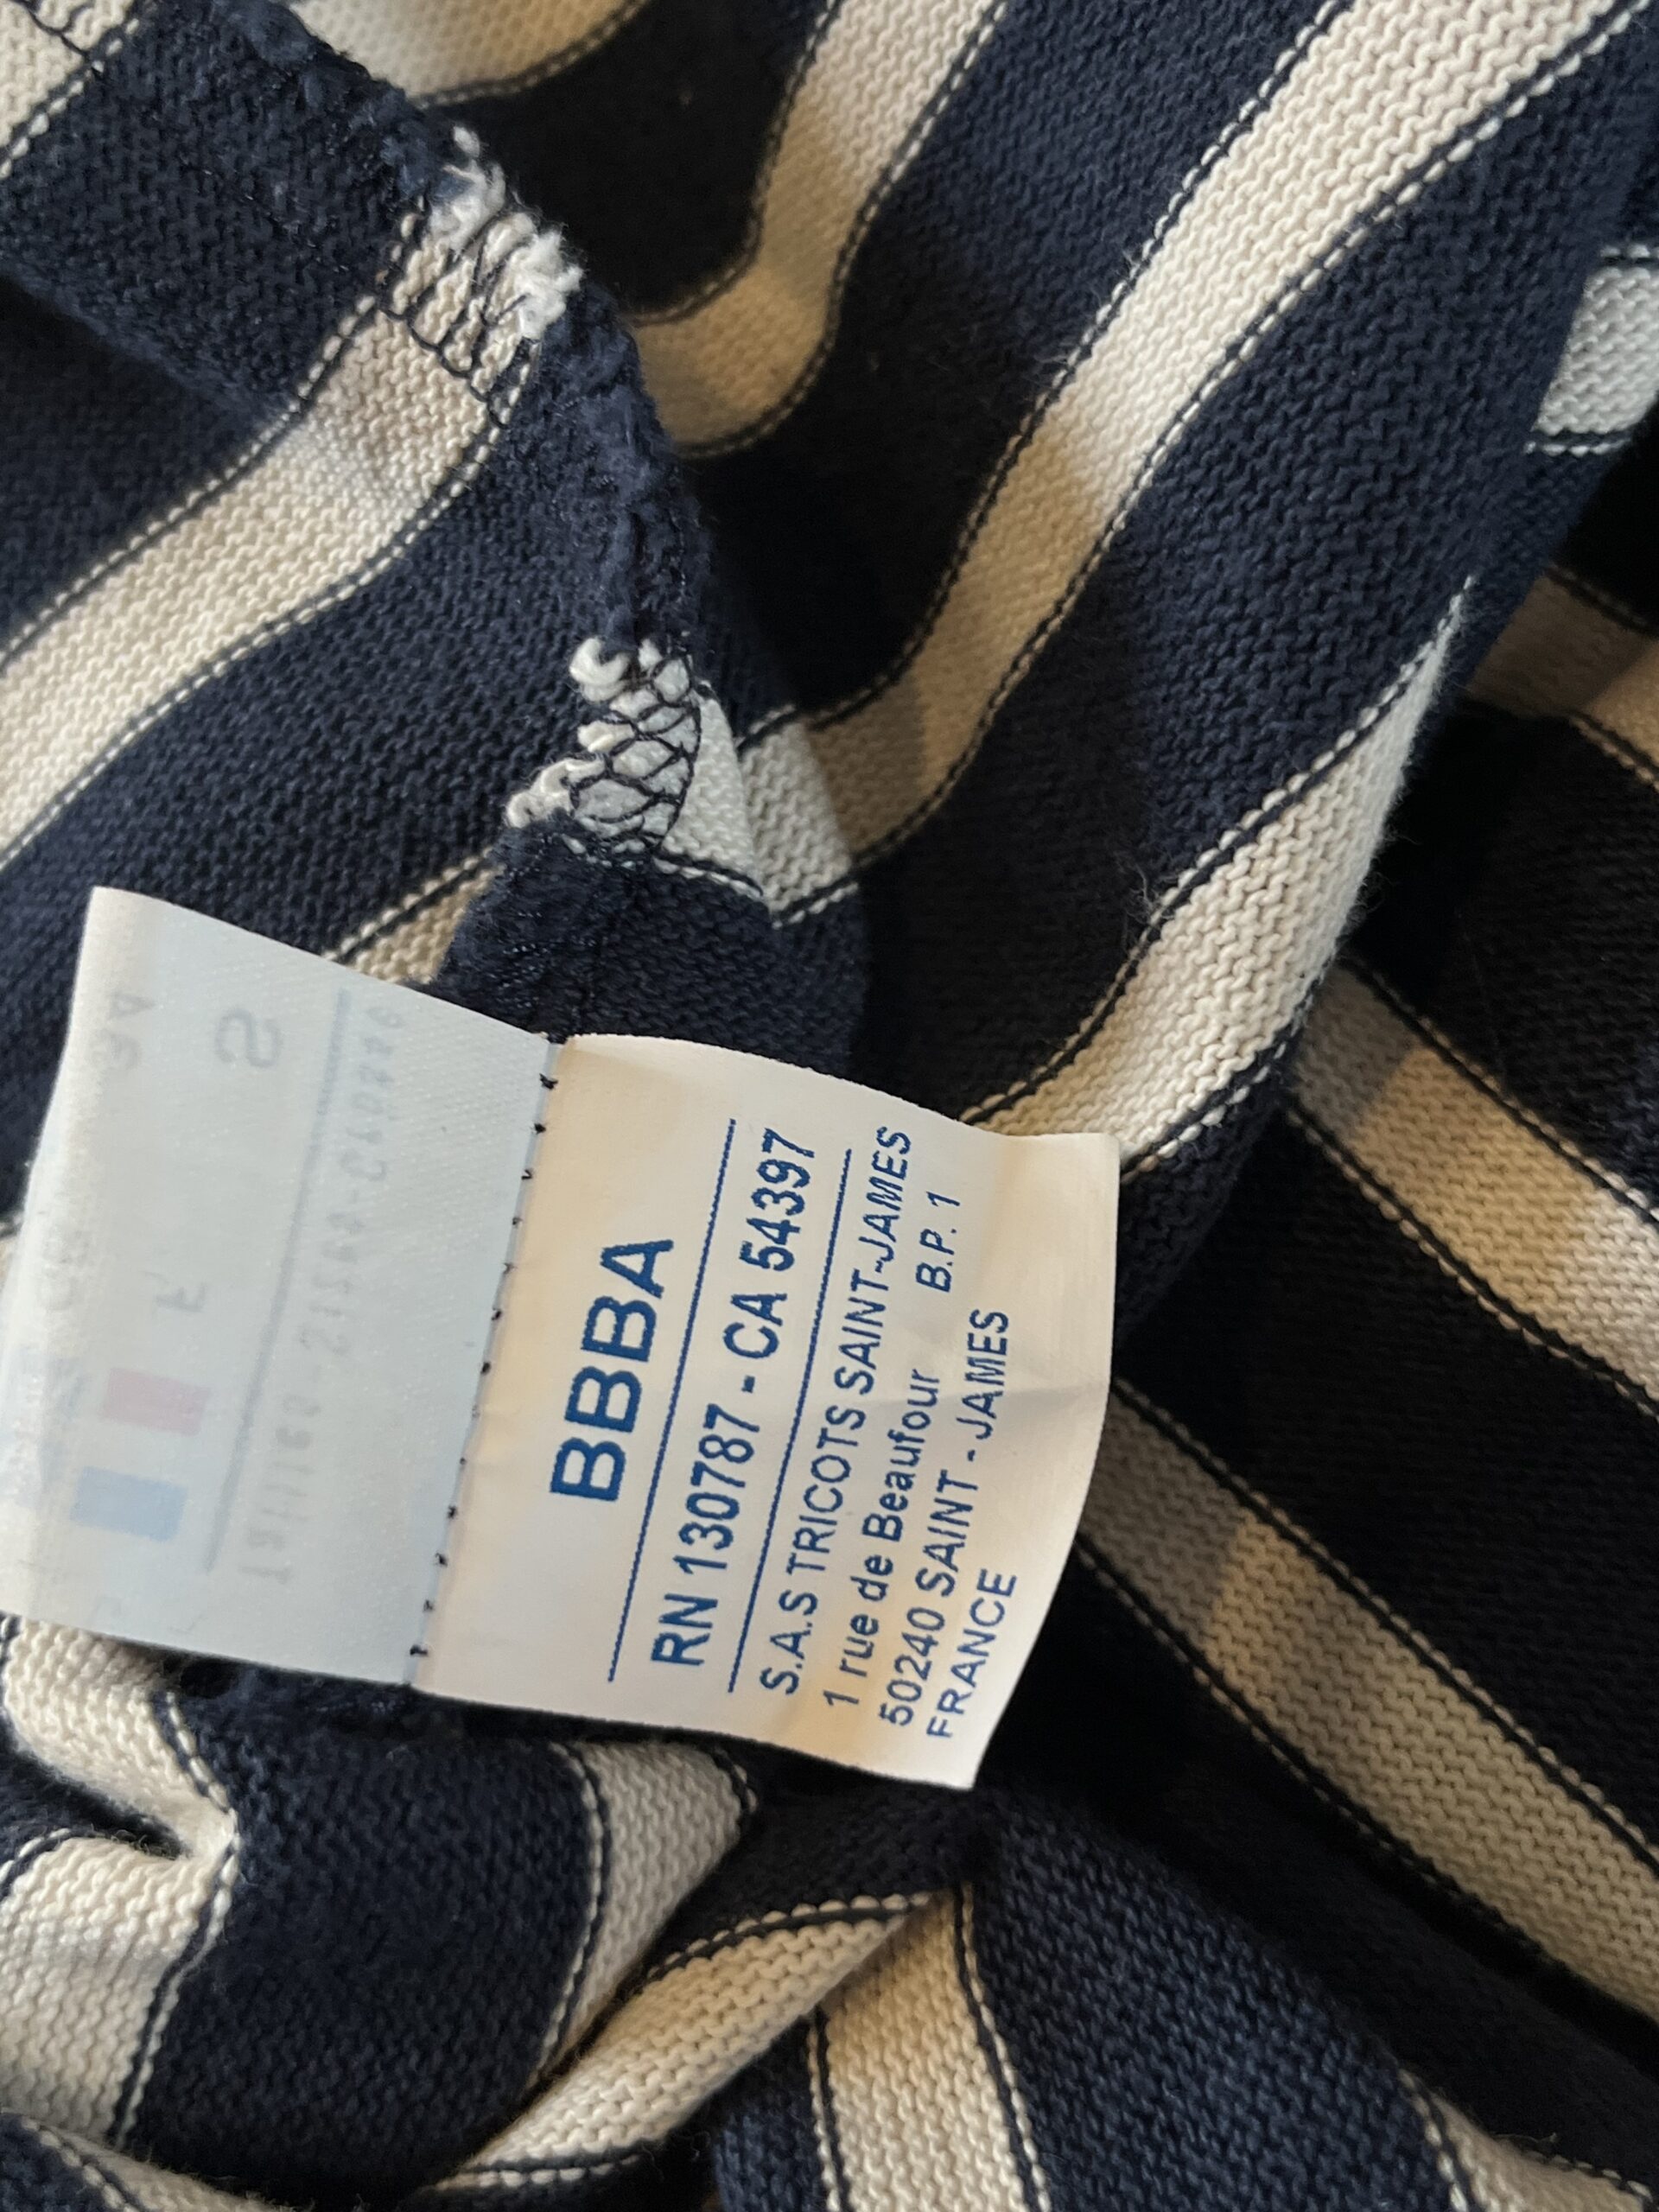 BBBA
RN 130787 - CA 54397
S.A.S TRICOTS SAINT-JAMES
1 rue de Beaufour B.P. 1
50240 SAINT - JAMES
FRANCE
S